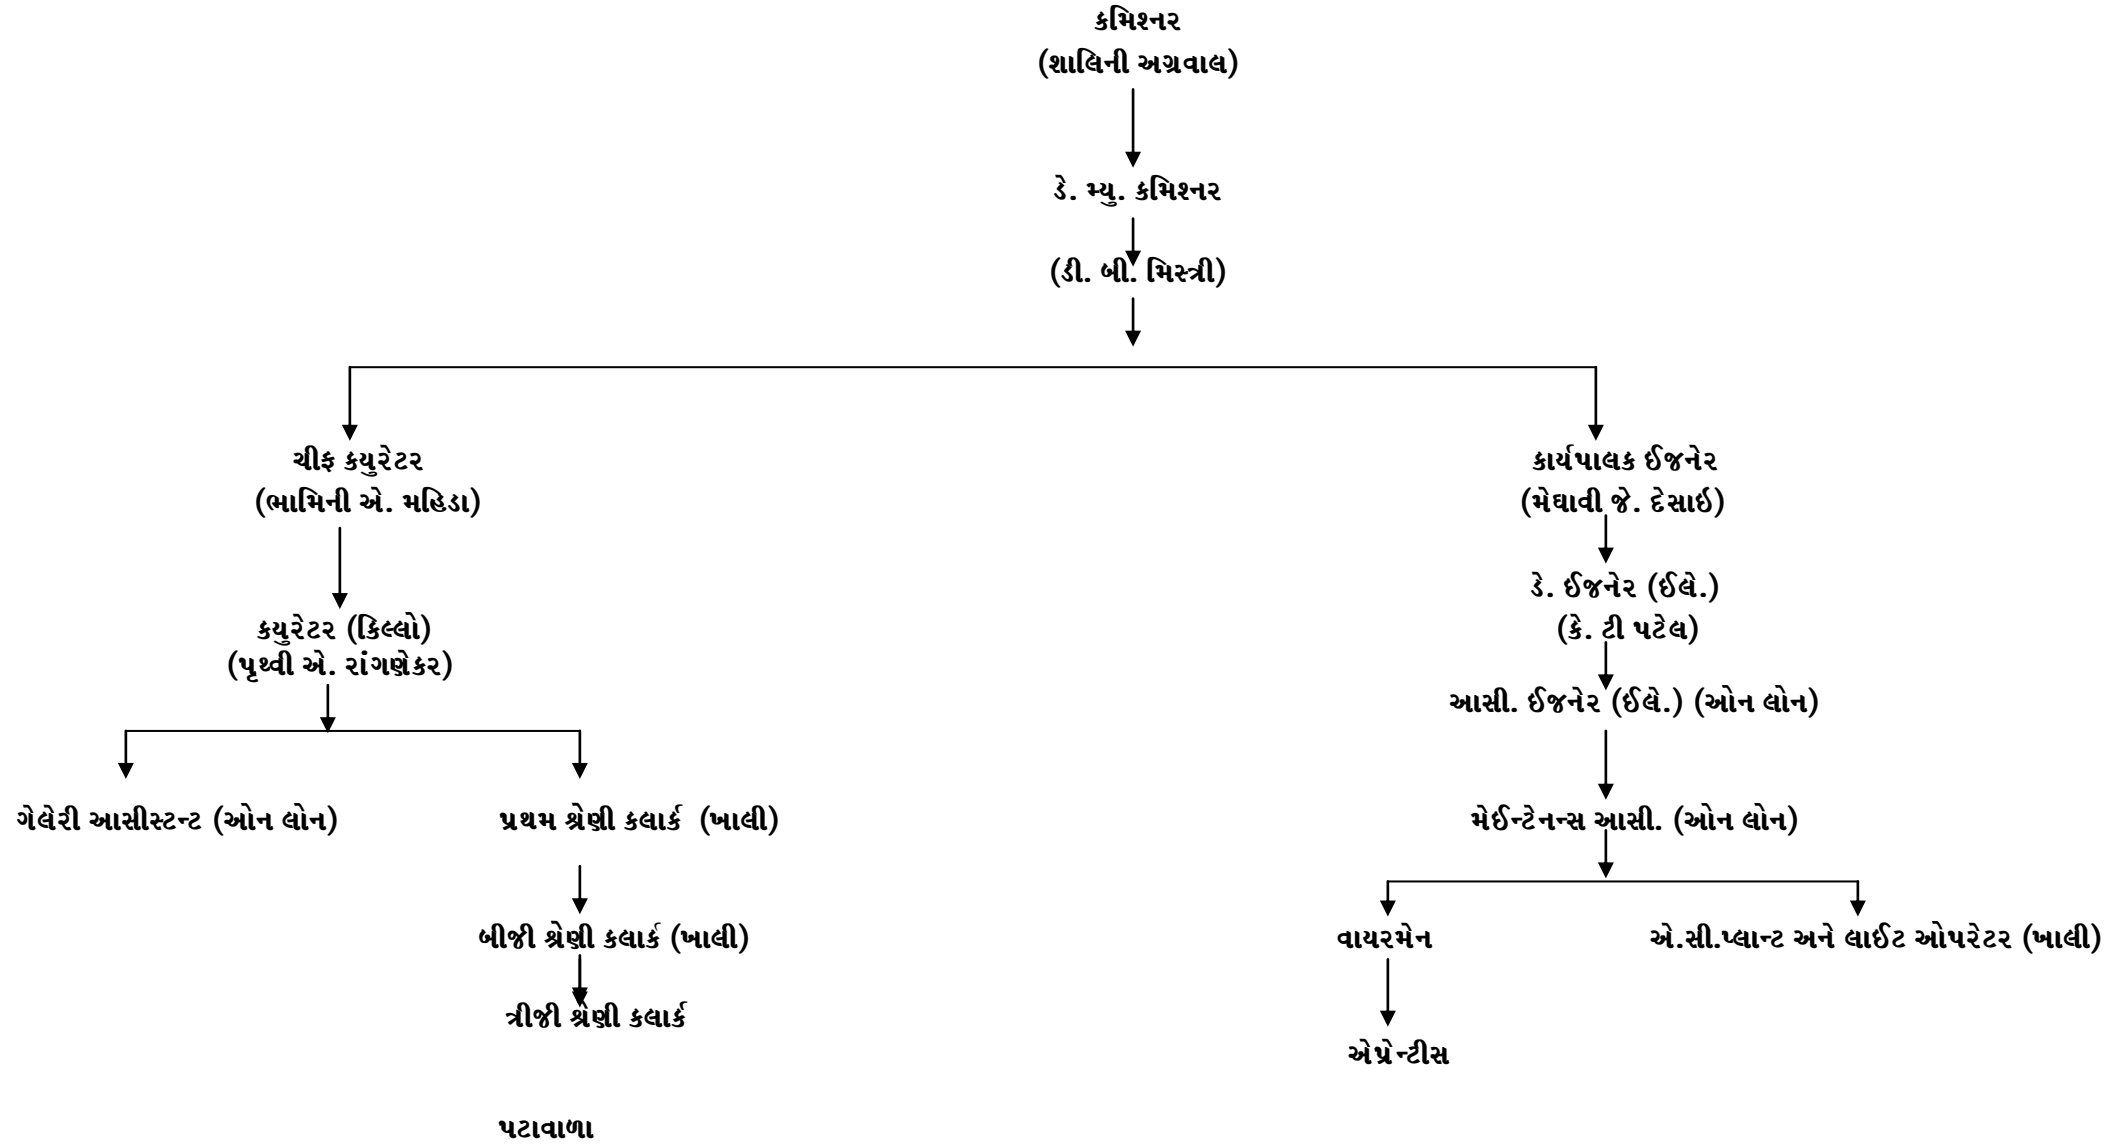 કમિશ્નર
(શાલિની અગ્રવાલ)
ડે. મ્યુ. કમિશ્નર
(ડી. બી. મિસ્ત્રી)
ચીફ કયુરેટર
(ભામિની એ. મહિડા)
કયુરેટર (કિલ્લો)
(પૃથ્વી એ. રાંગણેકર)
ગેલેરી આસીસ્ટન્ટ (ઓન લોન)
પ્રથમ શ્રેણી કલાર્ક (ખાલી)
બીજી શ્રેણી કલાર્ક (ખાલી)
ત્રીજી શ્રેણી કલાર્ક
પટાવાળા
કાર્યપાલક ઈજનેર
(મેઘાવી જે. દેસાઈ)
ડે. ઈજનેર (ઈલે.)
(કે. ટી પટેલ)
આસી. ઈજનેર (ઈલે.) (ઓન લોન)
મેઈન્ટેનન્સ આસી. (ઓન લોન)
વાયરમેન
એ.સી.પ્લાન્ટ અને લાઈટ ઓપરેટર (ખાલી)
એપ્રેન્ટીસ